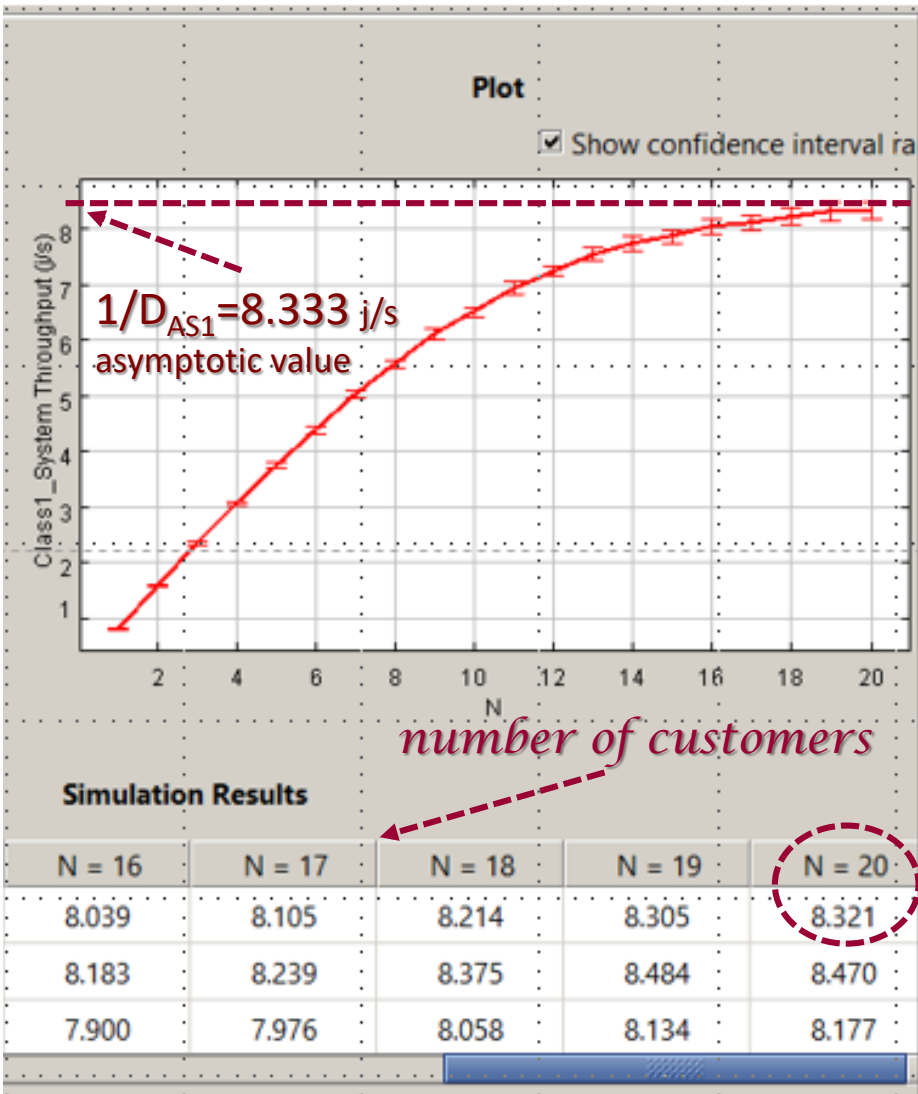 Plot
Show confidence interval ra
Class1_System Throughput (j/s)
8
7
6
5
4
3
2
1
1/D_AS1=8.333 j/s
asymptotic value
2 4 6 8 10 12 14 16 18 20
N
number of customers
Simulation Results
N = 16 N = 17 N = 18 N = 19 N = 20
8.039 8.105 8.214 8.305 8.321
8.183 8.239 8.375 8.484 8.470
7.900 7.976 8.058 8.134 8.177